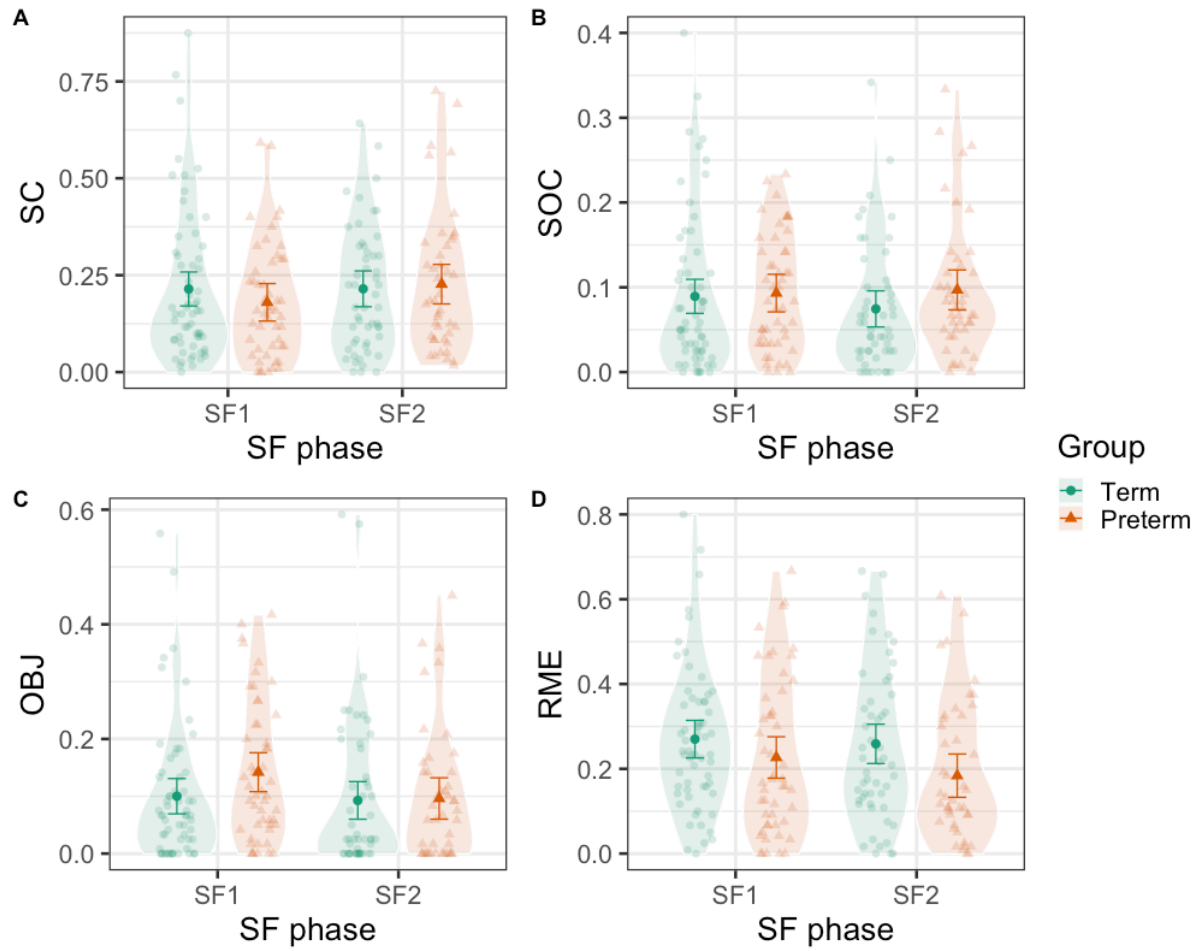 A
SC
0.75
0.50
0.25
0.00
SF1 SF2
SF phase
B
SOC
0.4
0.3
0.2
0.1
0.0
SF1 SF2
SF phase
C
OBJ
0.6
0.4
0.2
0.0
SF1 SF2
SF phase
D
RME
0.8
0.6
0.4
0.2
0.0
SF1 SF2
SF phase
Group
Term
Preterm